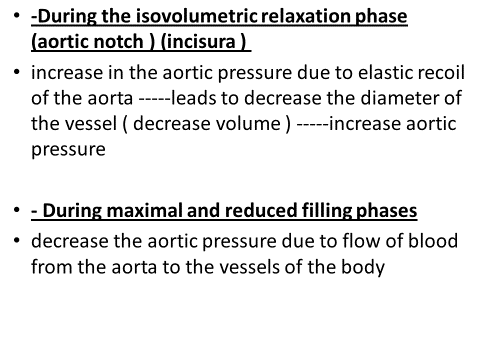 • -During the isovolumetric relaxation phase
(aortic notch ) (incisura )
• increase in the aortic pressure due to elastic recoil
of the aorta -----leads to decrease the diameter of
the vessel ( decrease volume ) -----increase aortic
pressure
• - During maximal and reduced filling phases
• decrease the aortic pressure due to flow of blood
from the aorta to the vessels of the body